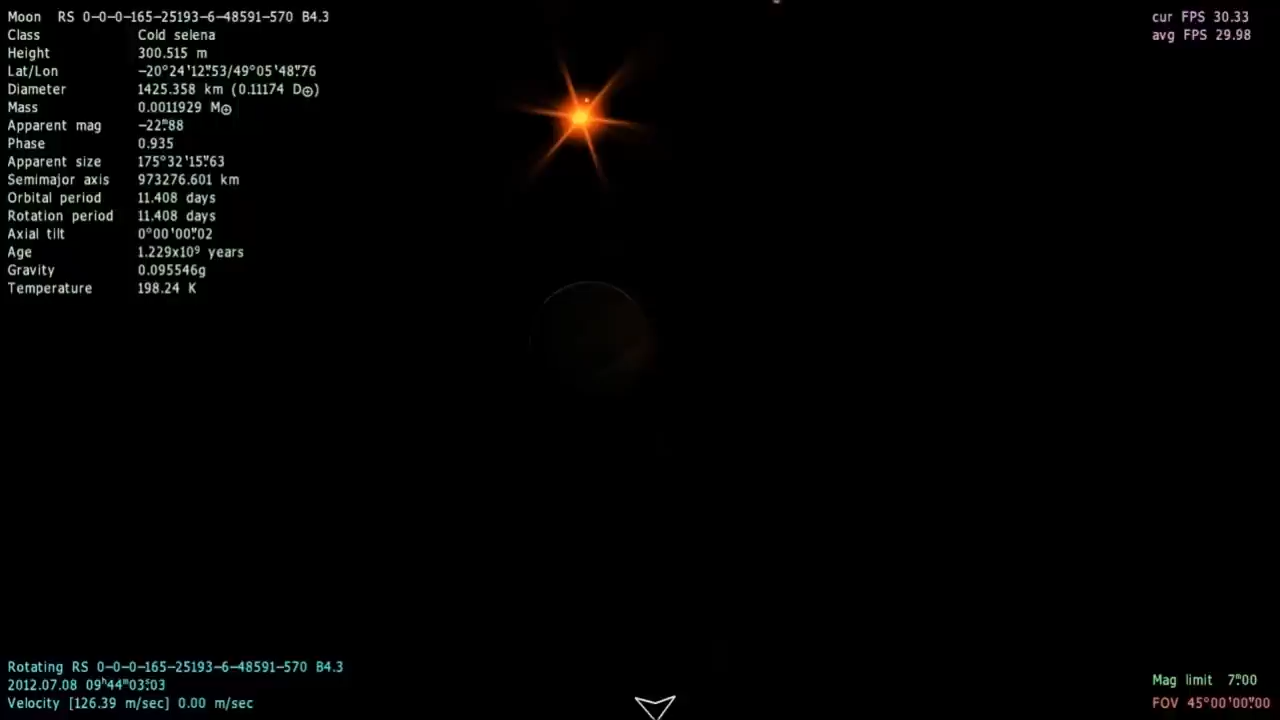 Moon RS 0-0-0-165-25193-6-48591-570 B4.3
Class Cold selena
Height 300.515 m
Lat/Lon -20°24'12."53/49°05'48."76
Diameter 1425.358 km (0.11174 D⊕)
Mass 0.0011929 M⊕
Apparent mag -22.ᵐ88
Phase 0.935
Apparent size 175°32'15."63
Semimajor axis 973276.601 km
Orbital period 11.408 days
Rotation period 11.408 days
Axial tilt 0°00'00."02
Age 1.229x10⁹ years
Gravity 0.095546g
Temperature 198.24 K
cur FPS 30.33
avg FPS 29.98
Rotating RS 0-0-0-165-25193-6-48591-570 B4.3
2012.07.08 09ʰ44ᵐ03.ˢ03
Velocity [126.39 m/sec] 0.00 m/sec
Mag limit 7.ᵐ00
FOV 45°00'00."00